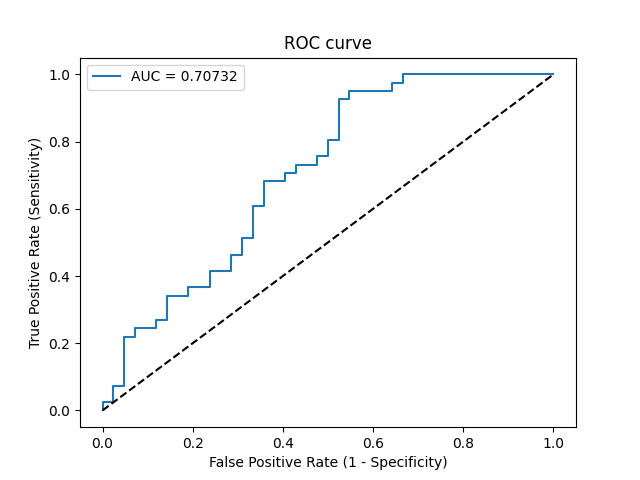 ROC curve
AUC = 0.70732
True Positive Rate (Sensitivity)
1.0
0.8
0.6
0.4
0.2
0.0
0.0 0.2 0.4 0.6 0.8 1.0
False Positive Rate (1 - Specificity)